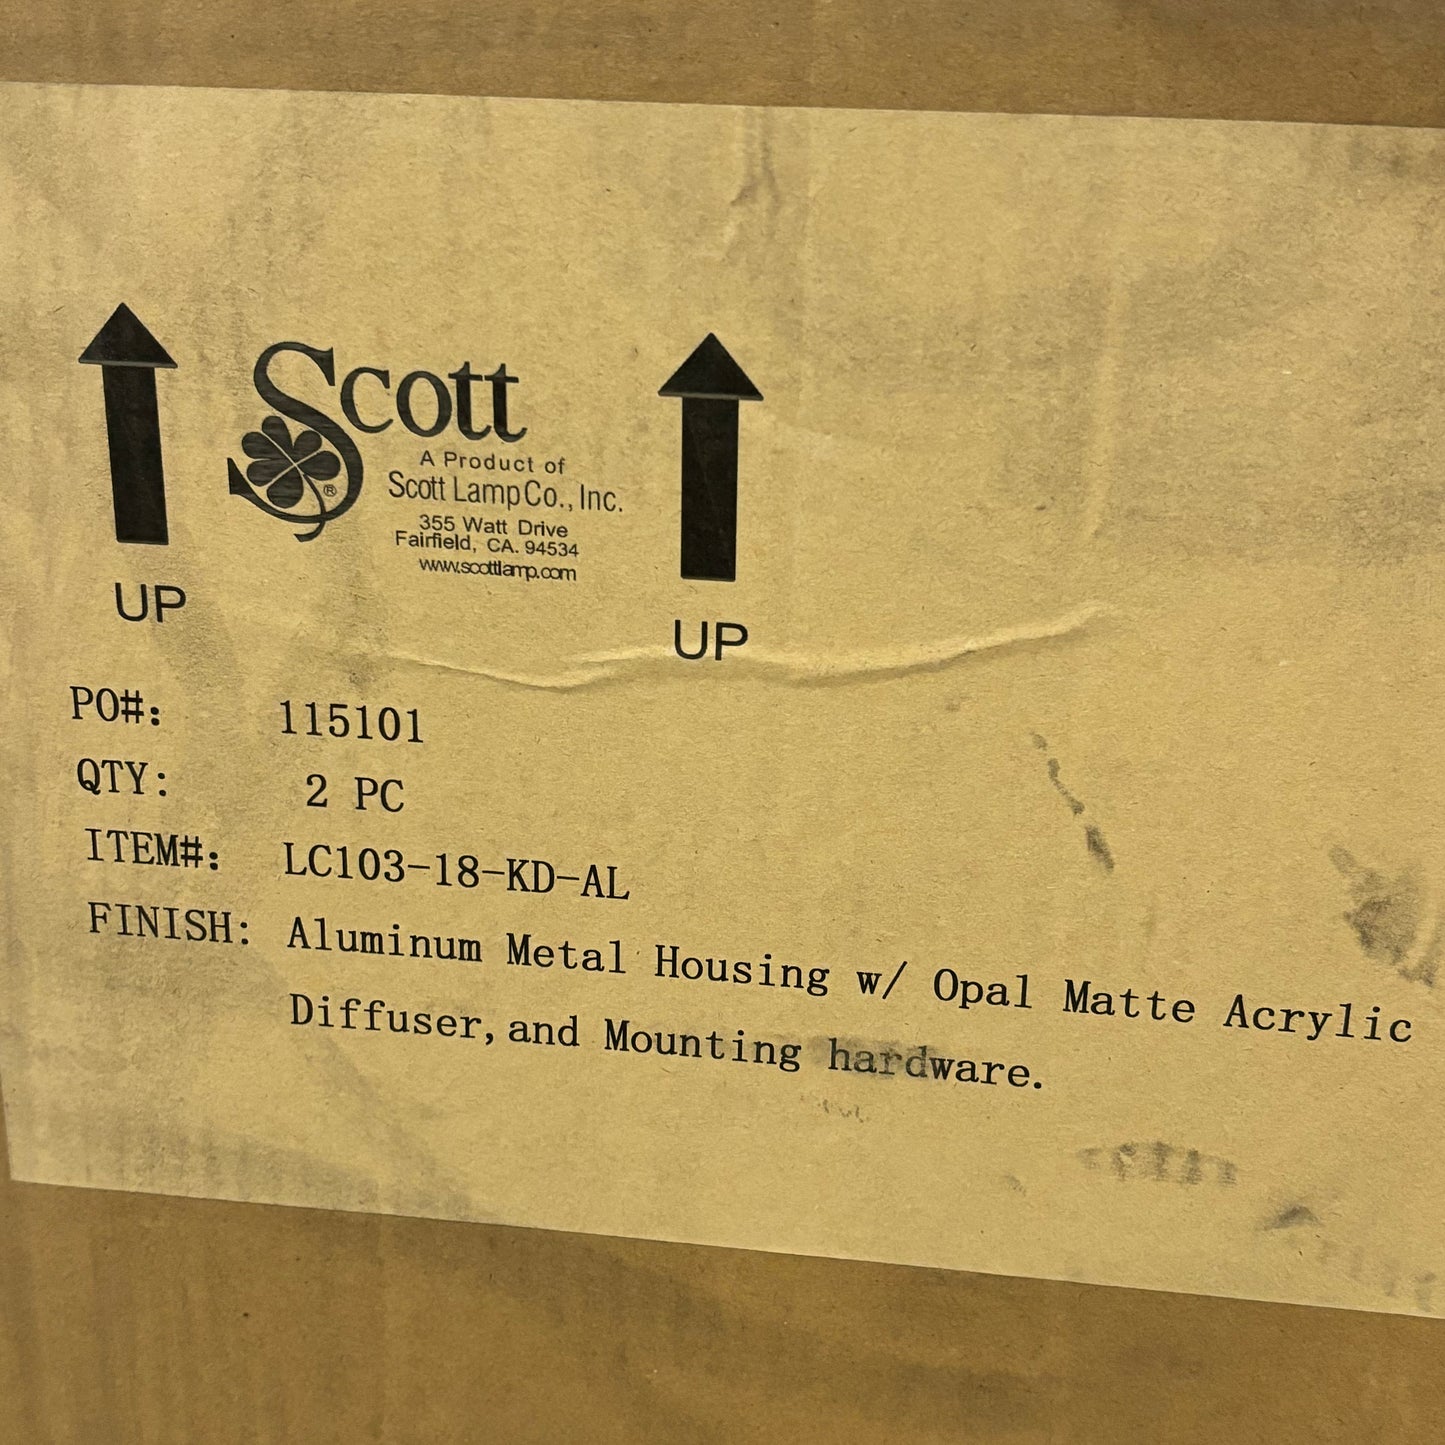 Scott
A Product of
Scott Lamp Co., Inc.
355 Watt Drive
Fairfield, CA. 94534
www.scottlamp.com
®
UP
UP
PO#: 115101
QTY: 2 PC
ITEM#: LC103-18-KD-AL
FINISH: Aluminum Metal Housing w/ Opal Matte Acrylic
Diffuser, and Mounting hardware.